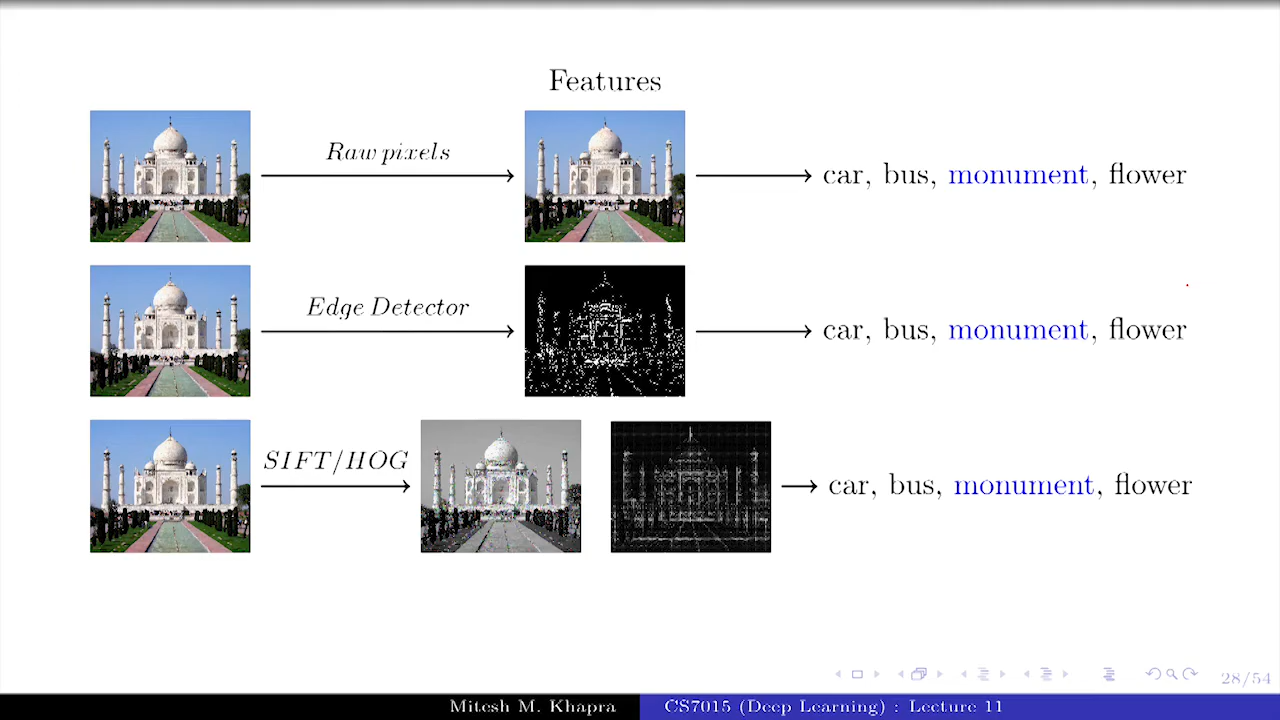 Features
Raw pixels
car, bus, monument, flower
Edge Detector
car, bus, monument, flower
SIFT/HOG
car, bus, monument, flower
28/54
Mitesh M. Khapra
CS7015 (Deep Learning) : Lecture 11